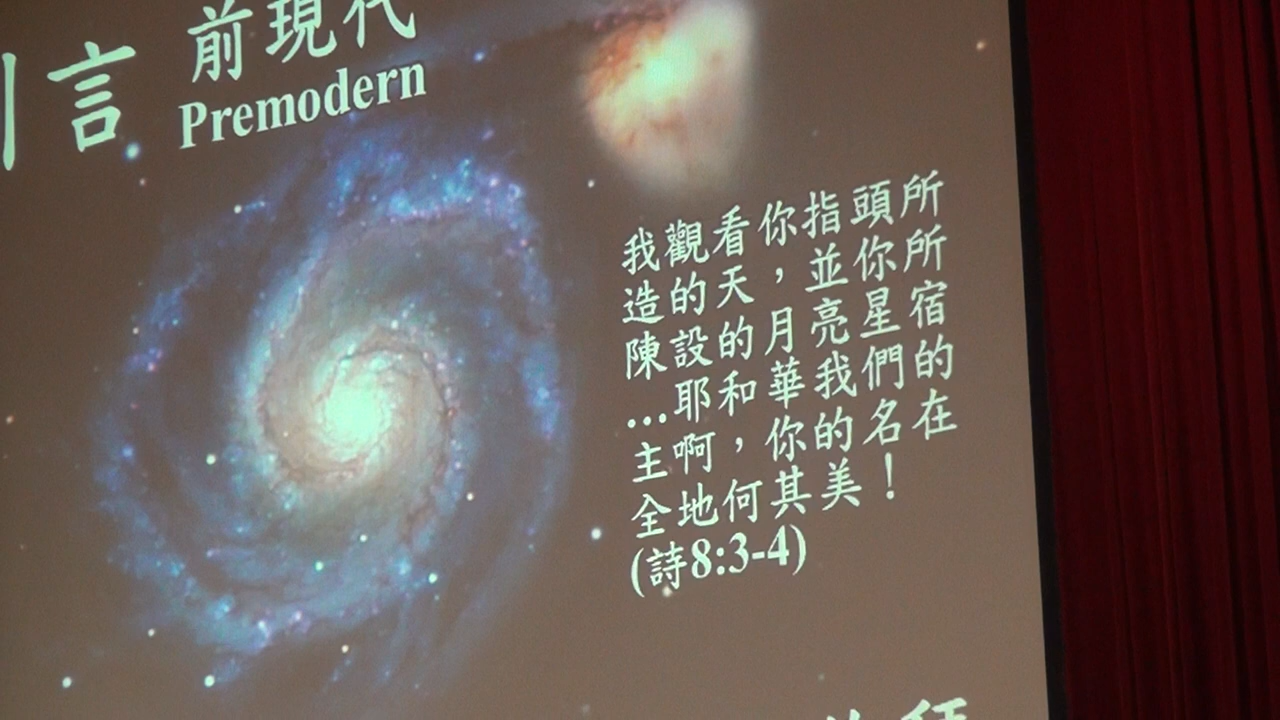 引言
前現代
Premodern
我觀看你指頭所
造的天，並你所
陳設的月亮星宿
...耶和華我們的
主啊，你的名在
全地何其美！
(詩8:3-4)